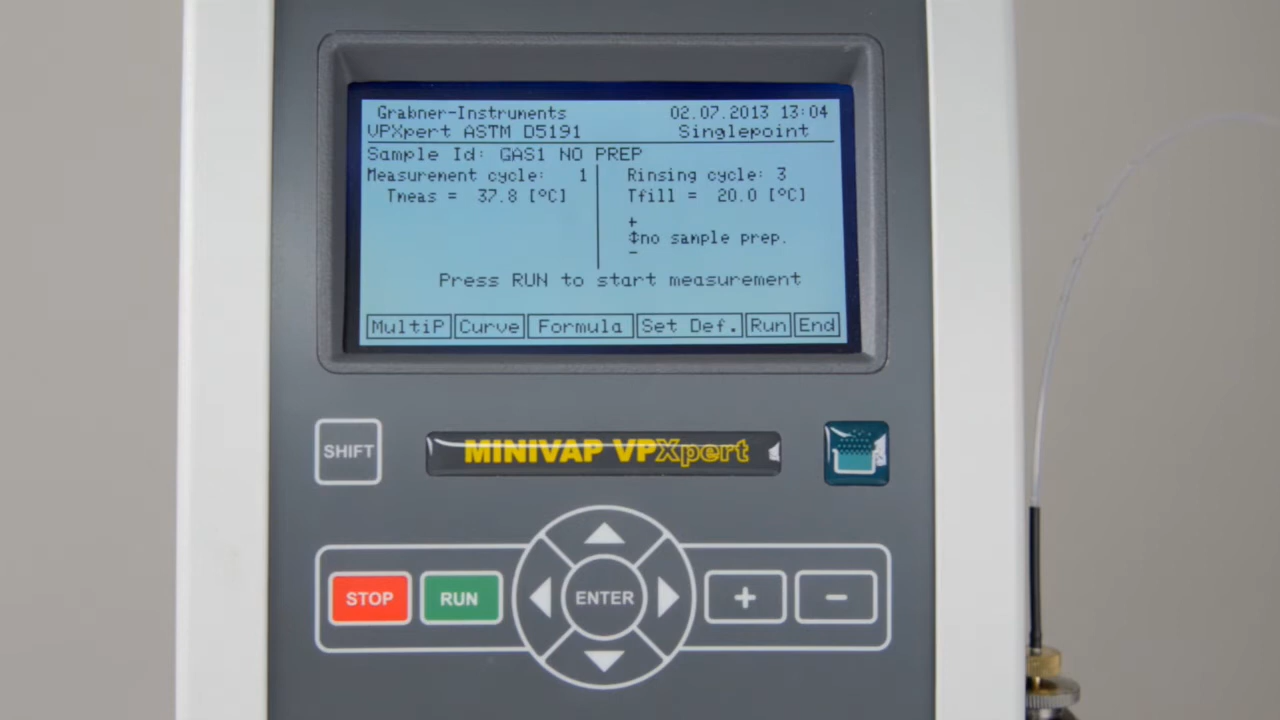 Grabner-Instruments 02.07.2013 13:04
VPXpert ASTM D5191 Singlepoint
Sample Id: GAS1 NO PREP
Measurement cycle: 1 Rinsing cycle: 3
Tmeas = 37.8 [°C] Tfill = 20.0 [°C]
+
↕no sample prep.
-
Press RUN to start measurement
MultiP Curve Formula Set Def. Run End
SHIFT
MINIVAP VPXpert
STOP RUN ENTER + -